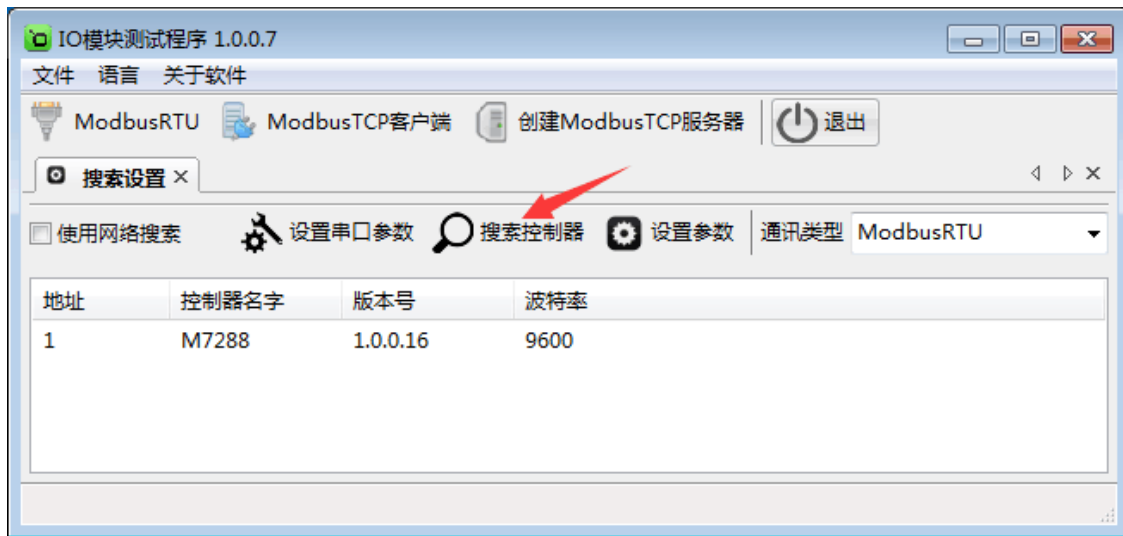 IO模块测试程序 1.0.0.7
文件 语言 关于软件
ModbusRTU ModbusTCP客户端 创建ModbusTCP服务器 退出
搜索设置
使用网络搜索 设置串口参数 搜索控制器 设置参数 通讯类型 ModbusRTU
地址 控制器名字 版本号 波特率
1 M7288 1.0.0.16 9600